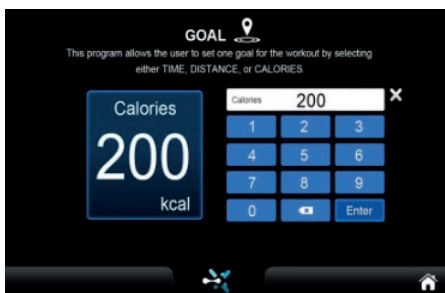 GOAL
This program allows the user to set one goal for the workout by selecting
either TIME, DISTANCE, or CALORIES.
Calories
200
kcal
Calories 200
1 2 3
4 5 6
7 8 9
0 Enter